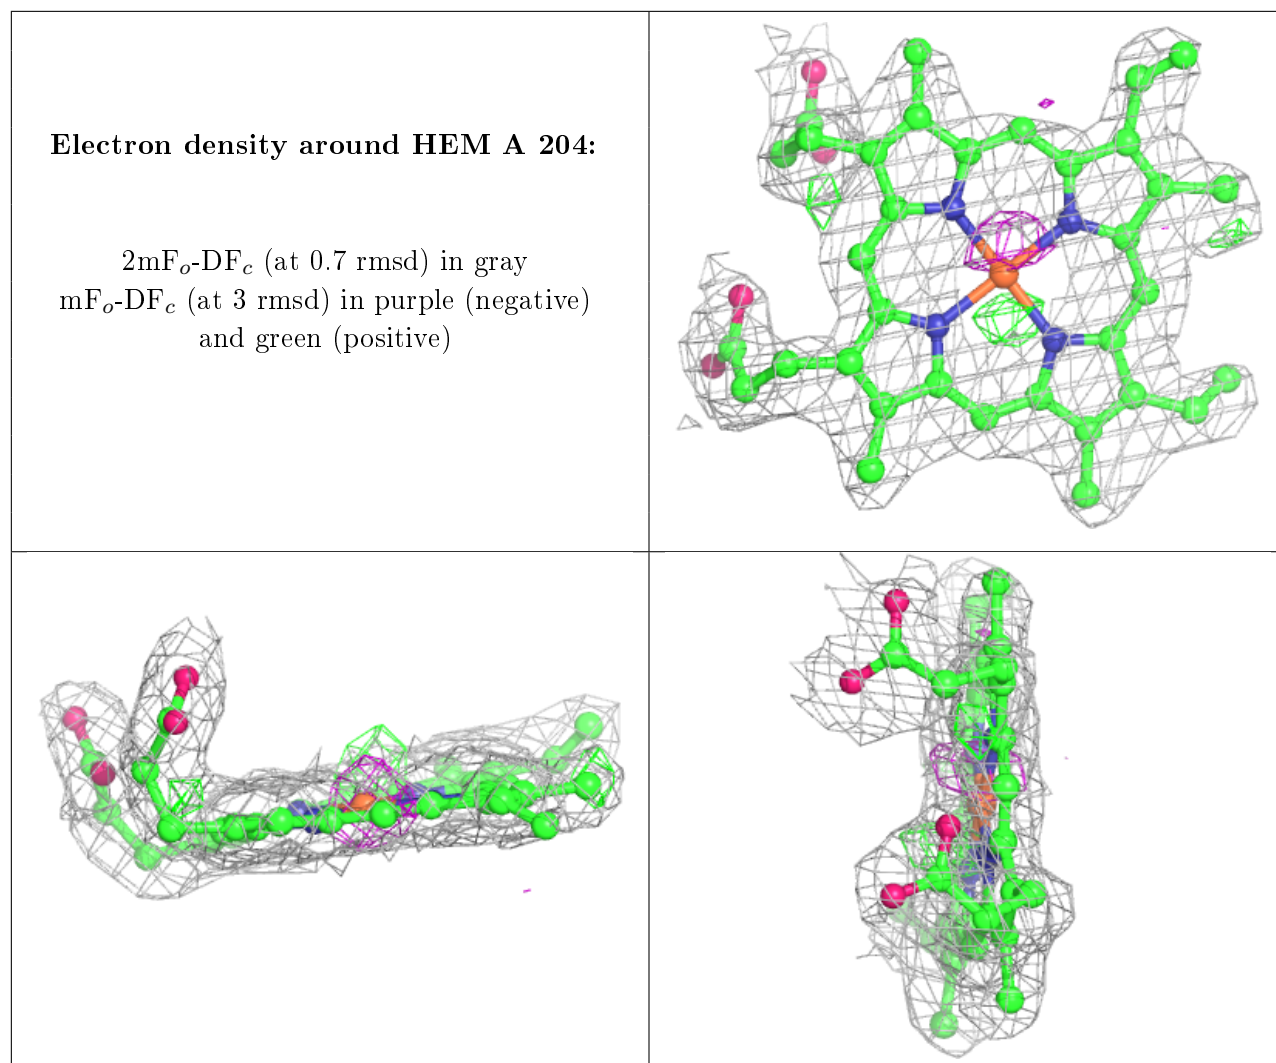 Electron density around HEM A 204:
2mFₒ-DF𝒸 (at 0.7 rmsd) in gray
mFₒ-DF𝒸 (at 3 rmsd) in purple (negative)
and green (positive)